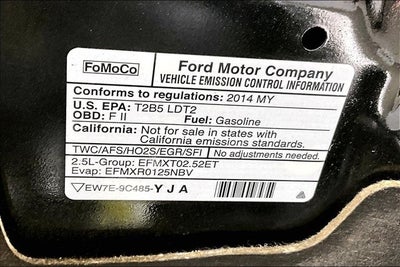 FoMoCo
Ford Motor Company
VEHICLE EMISSION CONTROL INFORMATION
Conforms to regulations: 2014 MY
U.S. EPA: T2B5 LDT2
OBD: F II Fuel: Gasoline
California: Not for sale in states with
California emissions standards.
TWC/AFS/HO2S/EGR/SFI No adjustments needed.
2.5L-Group: EFMXT02.52ET
Evap: EFMXR0125NBV
EW7E-9C485-YJA